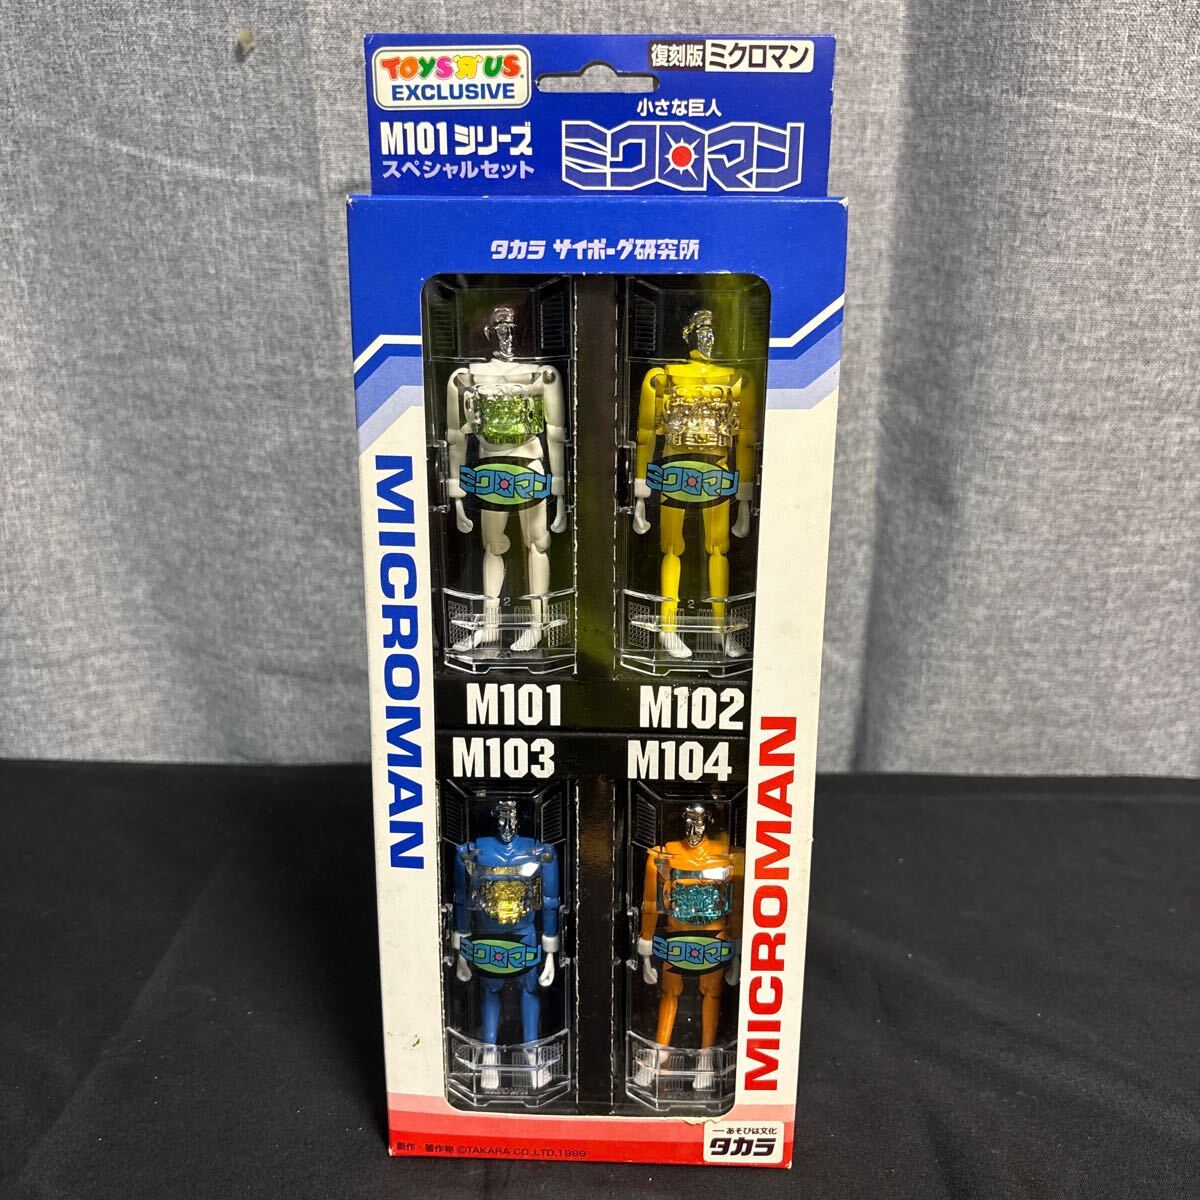 TOYSЯUS
EXCLUSIVE
復刻版 ミクロマン
M101シリーズ
スペシャルセット
小さな巨人
ミクロマン
タカラ サイボーグ研究所
MICROMAN
ミクロマン
ミクロマン
2
2
M101
M102
M103
M104
MICROMAN
ミクロマン
ミクロマン
創作・著作物 ©TAKARA CO.,LTD.1999
—あそびは文化
タカラ